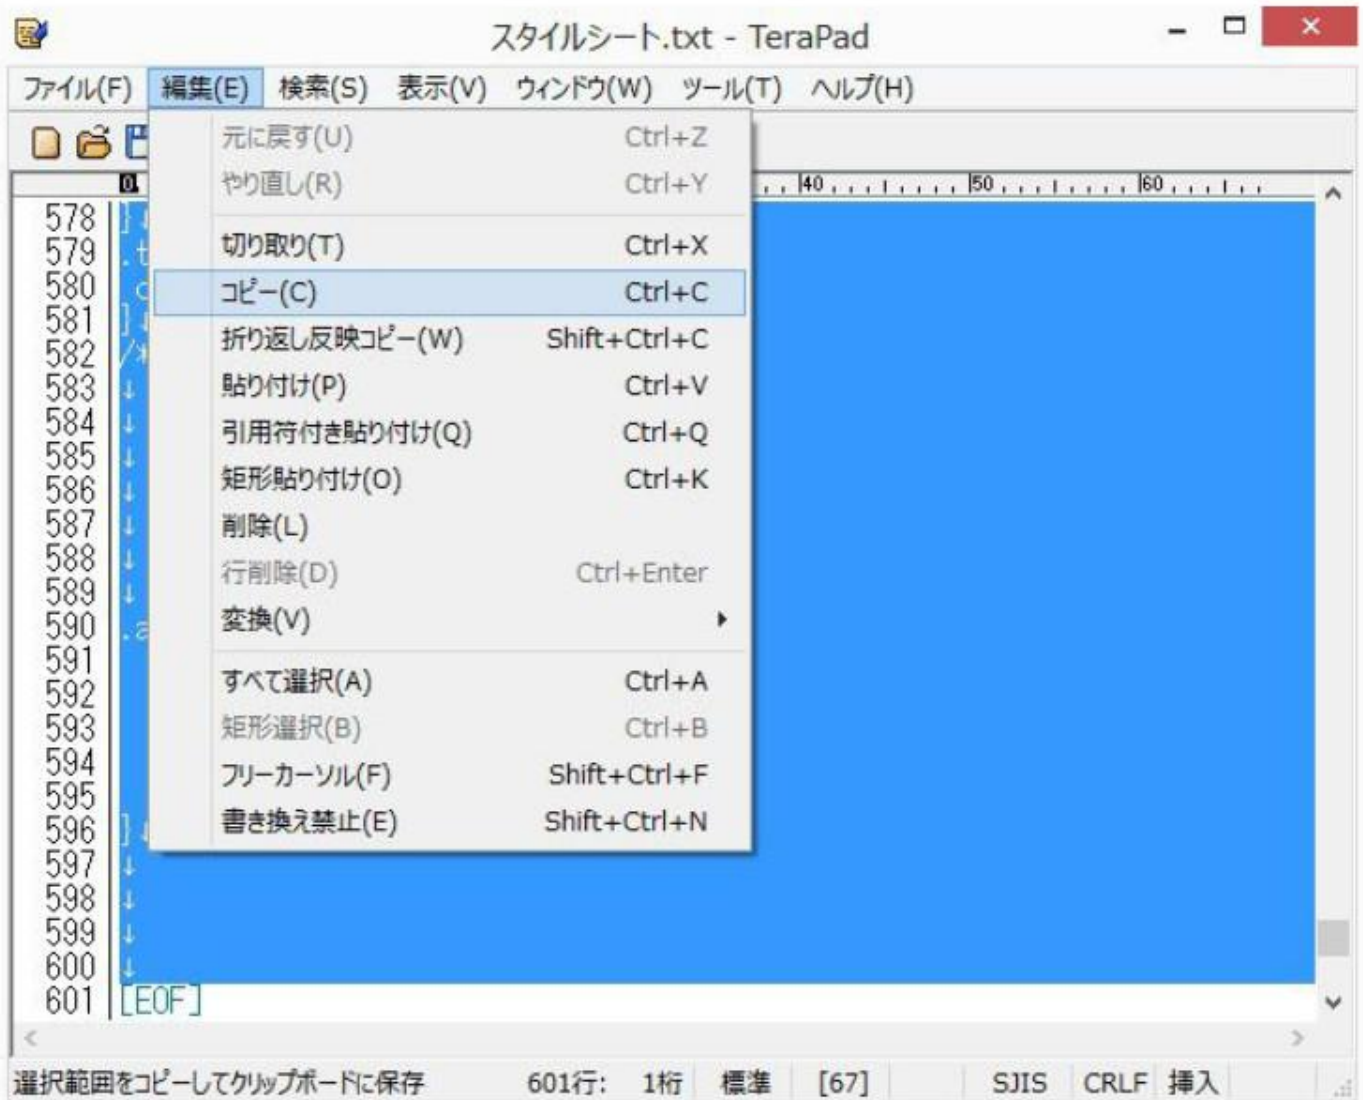 スタイルシート.txt - TeraPad
ファイル(F) 編集(E) 検索(S) 表示(V) ウィンドウ(W) ツール(T) ヘルプ(H)
元に戻す(U) Ctrl+Z
やり直し(R) Ctrl+Y
0 40 50 60
切り取り(T) Ctrl+X
コピー(C) Ctrl+C
折り返し反映コピー(W) Shift+Ctrl+C
貼り付け(P) Ctrl+V
引用符付き貼り付け(Q) Ctrl+Q
矩形貼り付け(O) Ctrl+K
削除(L)
行削除(D) Ctrl+Enter
変換(V)
すべて選択(A) Ctrl+A
矩形選択(B) Ctrl+B
フリーカーソル(F) Shift+Ctrl+F
書き換え禁止(E) Shift+Ctrl+N
578 }↓
579 .t
580 c
581 }↓
582 /*
583 ↓
584 ↓
585 ↓
586 ↓
587 ↓
588 ↓
589 ↓
590 .a
591
592
593
594
595
596 }↓
597 ↓
598 ↓
599 ↓
600 ↓
601 [EOF]
選択範囲をコピーしてクリップボードに保存 601行: 1桁 標準 [67] SJIS CRLF 挿入